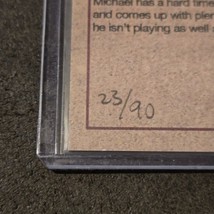 Michael has a hard time
and comes up with plen
he isn't playing as well
23/90